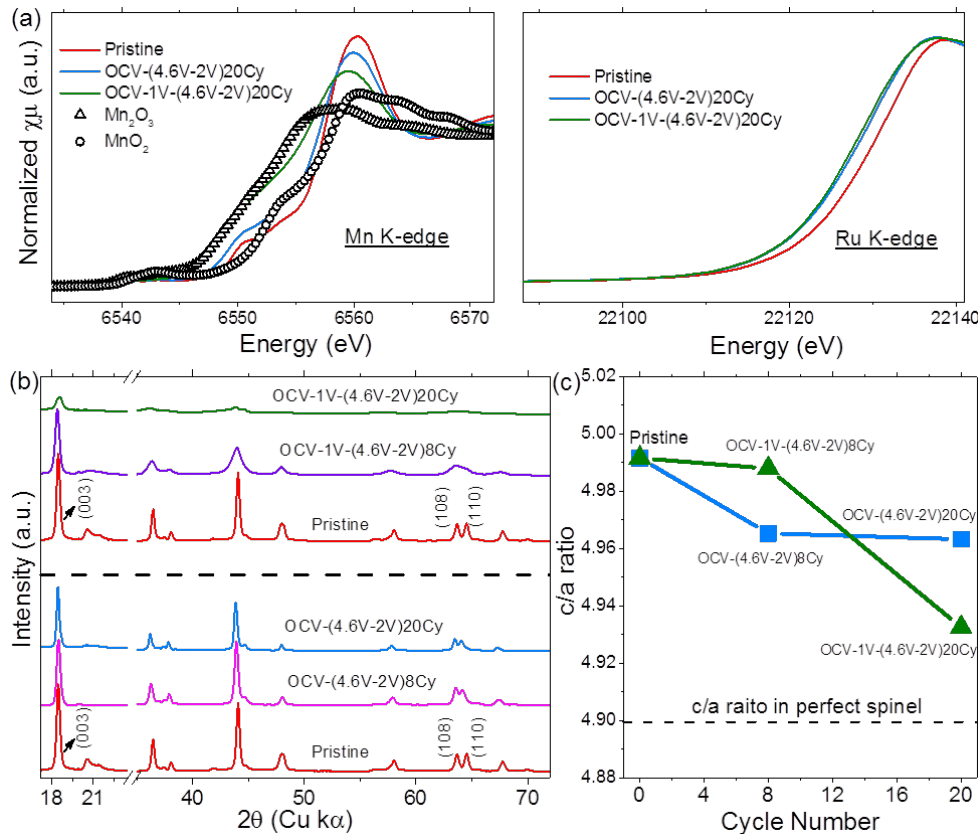 (a)
Normalized χμ (a.u.)
Pristine
OCV-(4.6V-2V)20Cy
OCV-1V-(4.6V-2V)20Cy
Mn₂O₃
MnO₂
Mn K-edge
6540 6550 6560 6570
Energy (eV)
Pristine
OCV-(4.6V-2V)20Cy
OCV-1V-(4.6V-2V)20Cy
Ru K-edge
22100 22120 22140
Energy (eV)
(b)
Intensity (a.u.)
OCV-1V-(4.6V-2V)20Cy
OCV-1V-(4.6V-2V)8Cy
(003)
Pristine
(108)
(110)
OCV-(4.6V-2V)20Cy
OCV-(4.6V-2V)8Cy
(003)
Pristine
(108)
(110)
18 21 40 50 60 70
2θ (Cu kα)
(c)
c/a ratio
5.02
5.00
4.98
4.96
4.94
4.92
4.90
4.88
Pristine
OCV-1V-(4.6V-2V)8Cy
OCV-(4.6V-2V)20Cy
OCV-(4.6V-2V)8Cy
OCV-1V-(4.6V-2V)20Cy
c/a raito in perfect spinel
0 4 8 12 16 20
Cycle Number